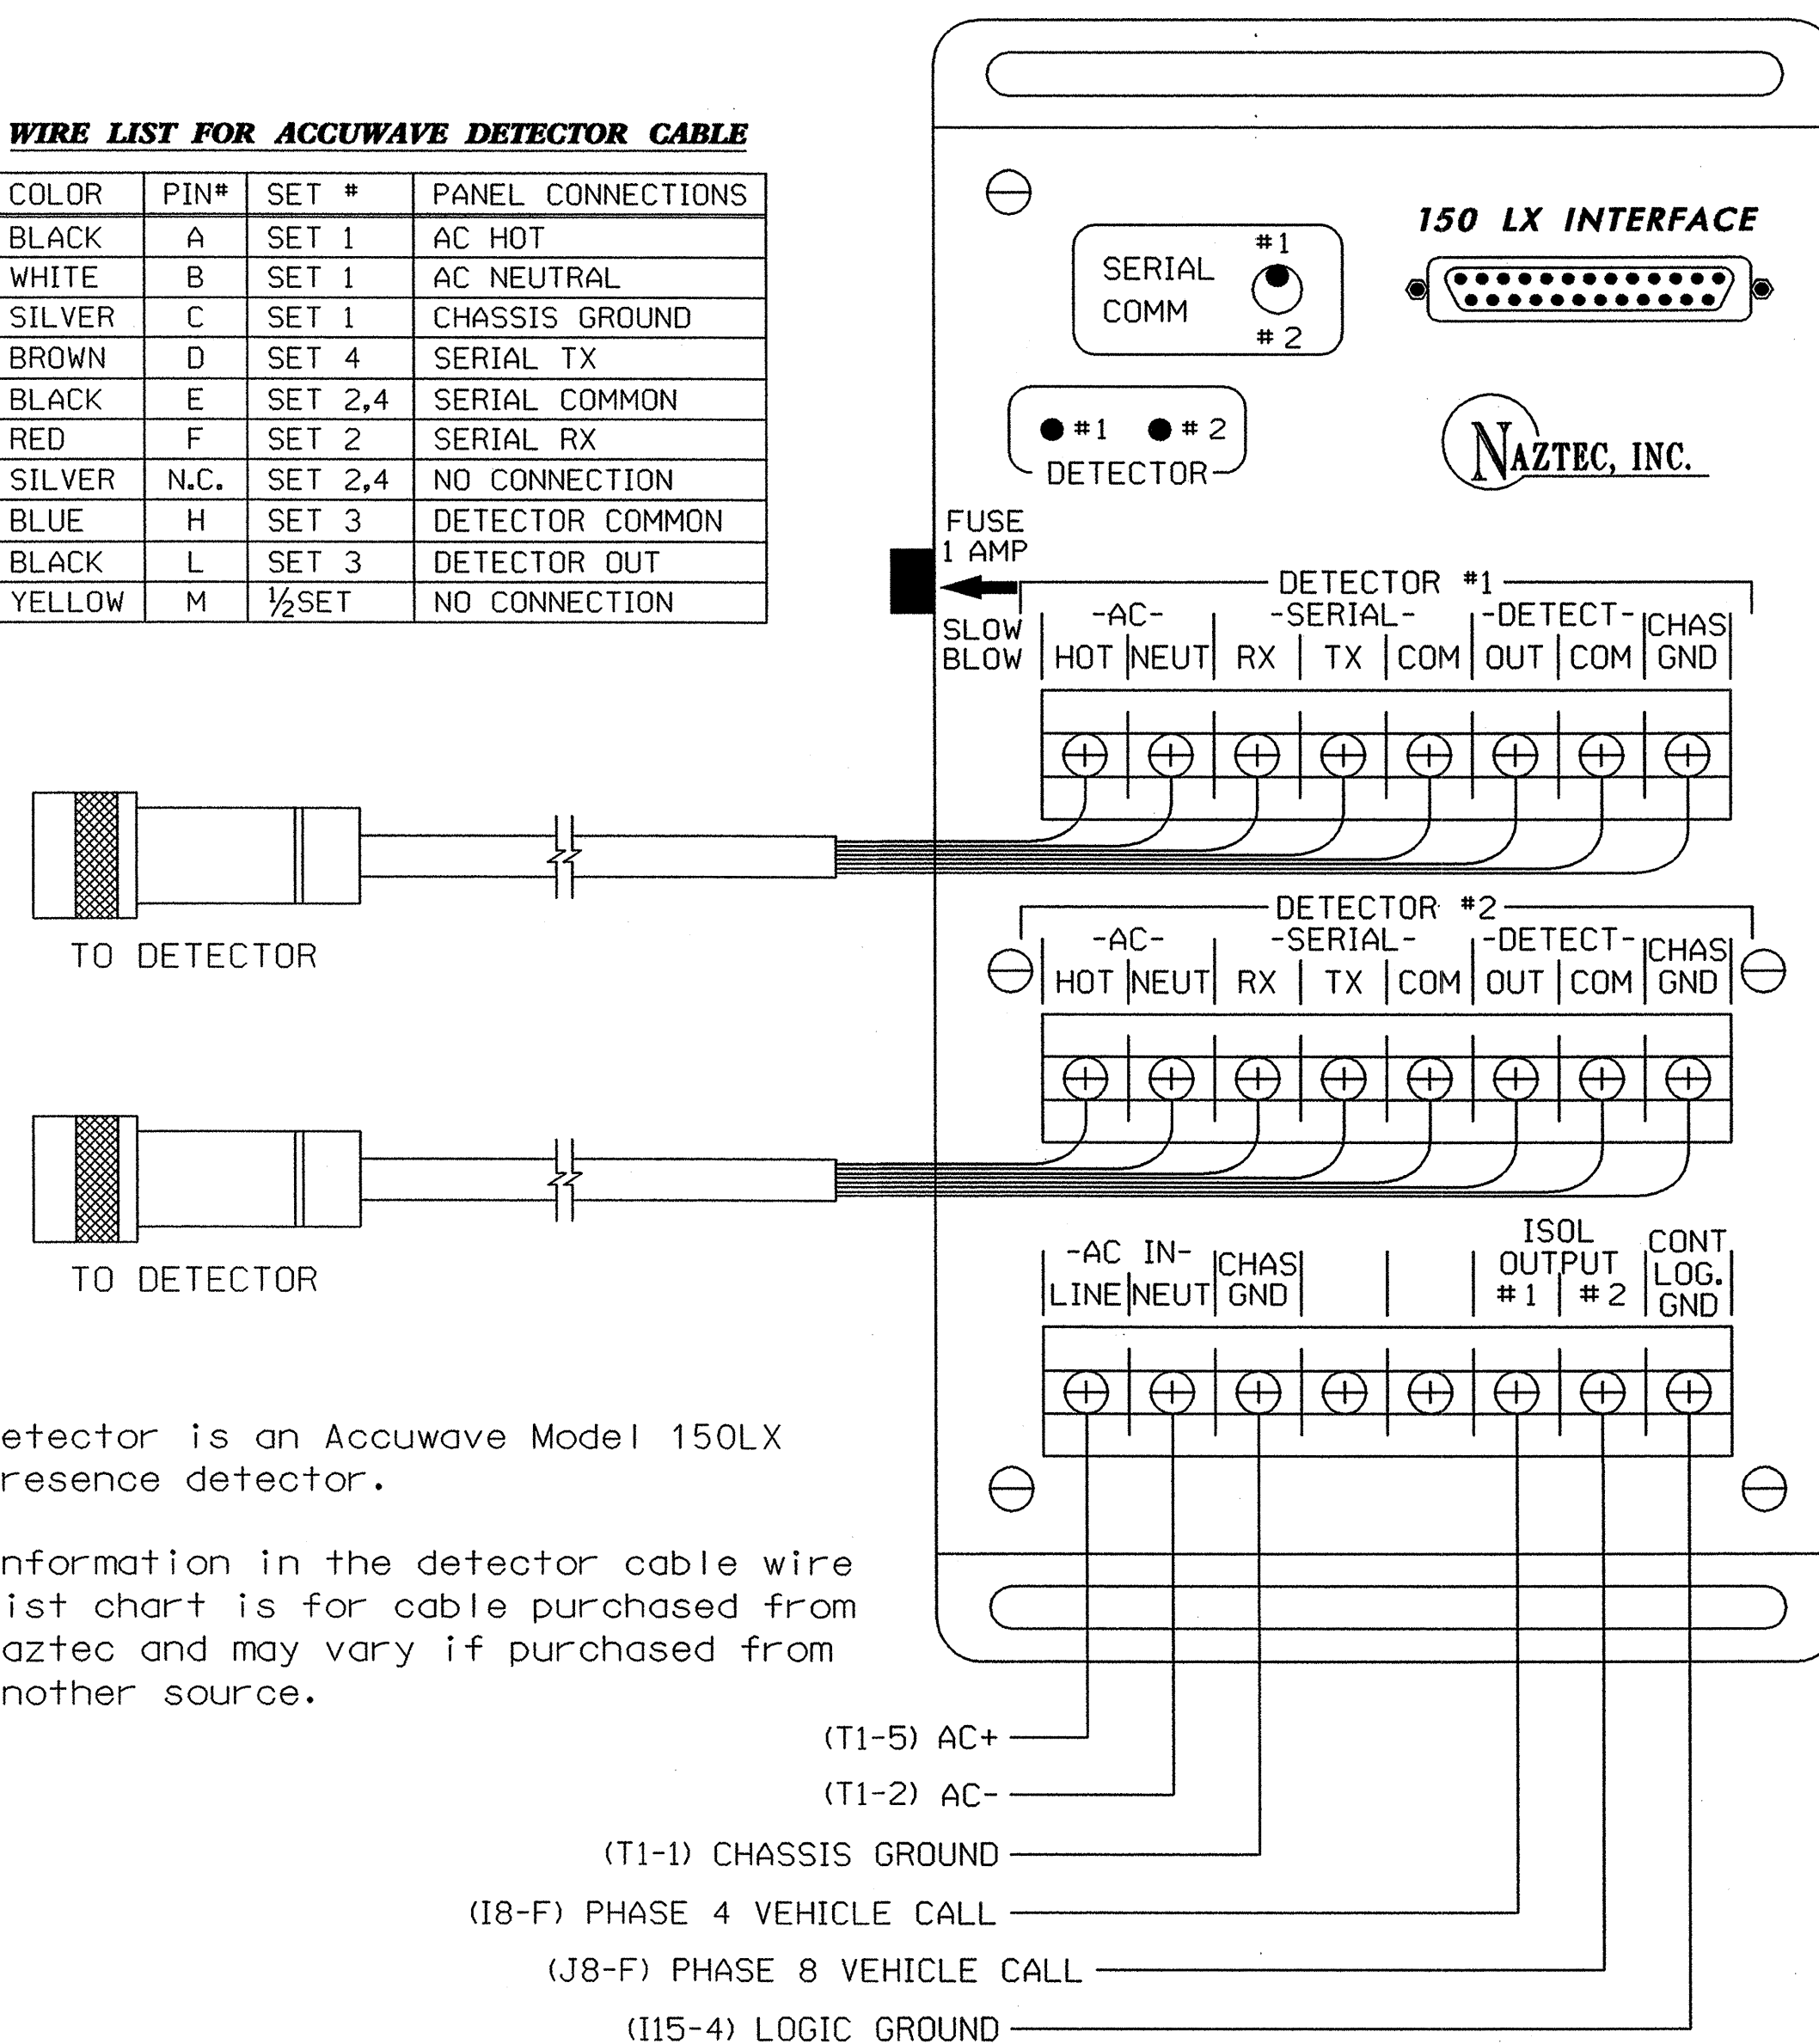 WIRE LIST FOR ACCUWAVE DETECTOR CABLE
COLOR PIN# SET # PANEL CONNECTIONS
BLACK A SET 1 AC HOT
WHITE B SET 1 AC NEUTRAL
SILVER C SET 1 CHASSIS GROUND
BROWN D SET 4 SERIAL TX
BLACK E SET 2,4 SERIAL COMMON
RED F SET 2 SERIAL RX
SILVER N.C. SET 2,4 NO CONNECTION
BLUE H SET 3 DETECTOR COMMON
BLACK L SET 3 DETECTOR OUT
YELLOW M ½SET NO CONNECTION
150 LX INTERFACE
SERIAL COMM
#1
#2
#1 #2
DETECTOR
NAZTEC, INC.
FUSE
1 AMP
SLOW
BLOW
DETECTOR #1
-AC- -SERIAL- -DETECT- CHAS
HOT NEUT RX TX COM OUT COM GND
TO DETECTOR
DETECTOR #2
-AC- -SERIAL- -DETECT- CHAS
HOT NEUT RX TX COM OUT COM GND
TO DETECTOR
-AC IN-
LINE NEUT
CHAS
GND
ISOL
OUTPUT
#1 #2
CONT
LOG.
GND
etector is an Accuwave Model 150LX
resence detector.
nformation in the detector cable wire
ist chart is for cable purchased from
aztec and may vary if purchased from
nother source.
(T1-5) AC+
(T1-2) AC-
(T1-1) CHASSIS GROUND
(I8-F) PHASE 4 VEHICLE CALL
(J8-F) PHASE 8 VEHICLE CALL
(I15-4) LOGIC GROUND